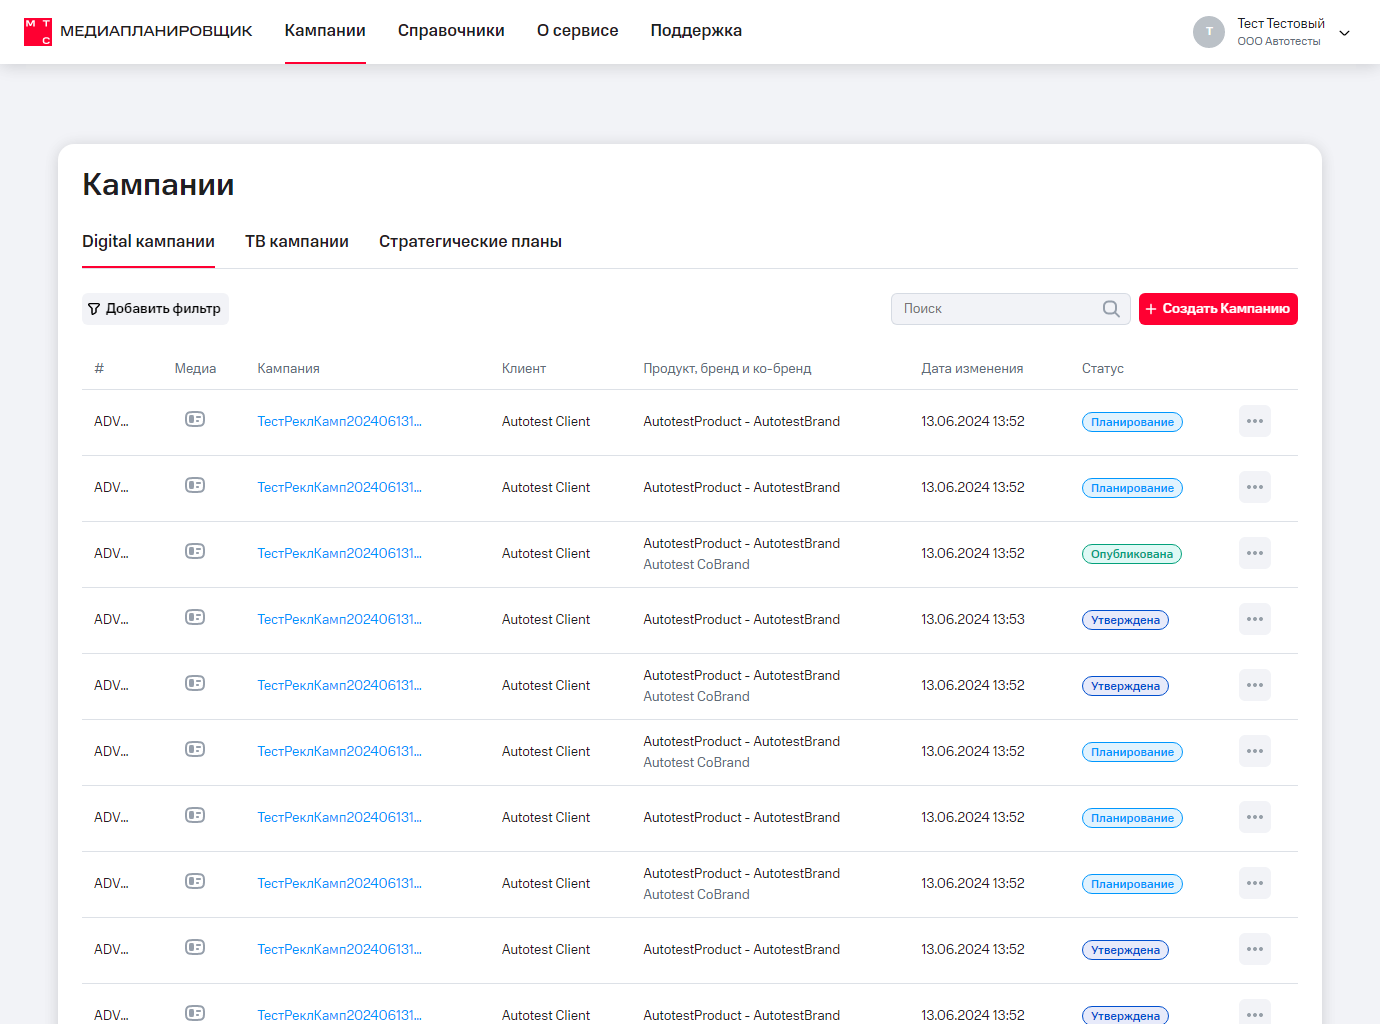 МТС МЕДИАПЛАНИРОВЩИК Кампании Справочники О сервисе Поддержка Т Тест Тестовый
ООО Автотесты
Кампании
Digital кампании ТВ кампании Стратегические планы
Добавить фильтр Поиск + Создать Кампанию
# Медиа Кампания Клиент Продукт, бренд и ко-бренд Дата изменения Статус
ADV... ТестРеклКамп202406131... Autotest Client AutotestProduct - AutotestBrand 13.06.2024 13:52 Планирование
ADV... ТестРеклКамп202406131... Autotest Client AutotestProduct - AutotestBrand 13.06.2024 13:52 Планирование
ADV... ТестРеклКамп202406131... Autotest Client AutotestProduct - AutotestBrand 13.06.2024 13:52 Опубликована
Autotest CoBrand
ADV... ТестРеклКамп202406131... Autotest Client AutotestProduct - AutotestBrand 13.06.2024 13:53 Утверждена
ADV... ТестРеклКамп202406131... Autotest Client AutotestProduct - AutotestBrand 13.06.2024 13:52 Утверждена
Autotest CoBrand
ADV... ТестРеклКамп202406131... Autotest Client AutotestProduct - AutotestBrand 13.06.2024 13:52 Планирование
Autotest CoBrand
ADV... ТестРеклКамп202406131... Autotest Client AutotestProduct - AutotestBrand 13.06.2024 13:52 Планирование
ADV... ТестРеклКамп202406131... Autotest Client AutotestProduct - AutotestBrand 13.06.2024 13:52 Планирование
Autotest CoBrand
ADV... ТестРеклКамп202406131... Autotest Client AutotestProduct - AutotestBrand 13.06.2024 13:52 Утверждена
ADV... ТестРеклКамп202406131... Autotest Client AutotestProduct - AutotestBrand 13.06.2024 13:52 Утверждена